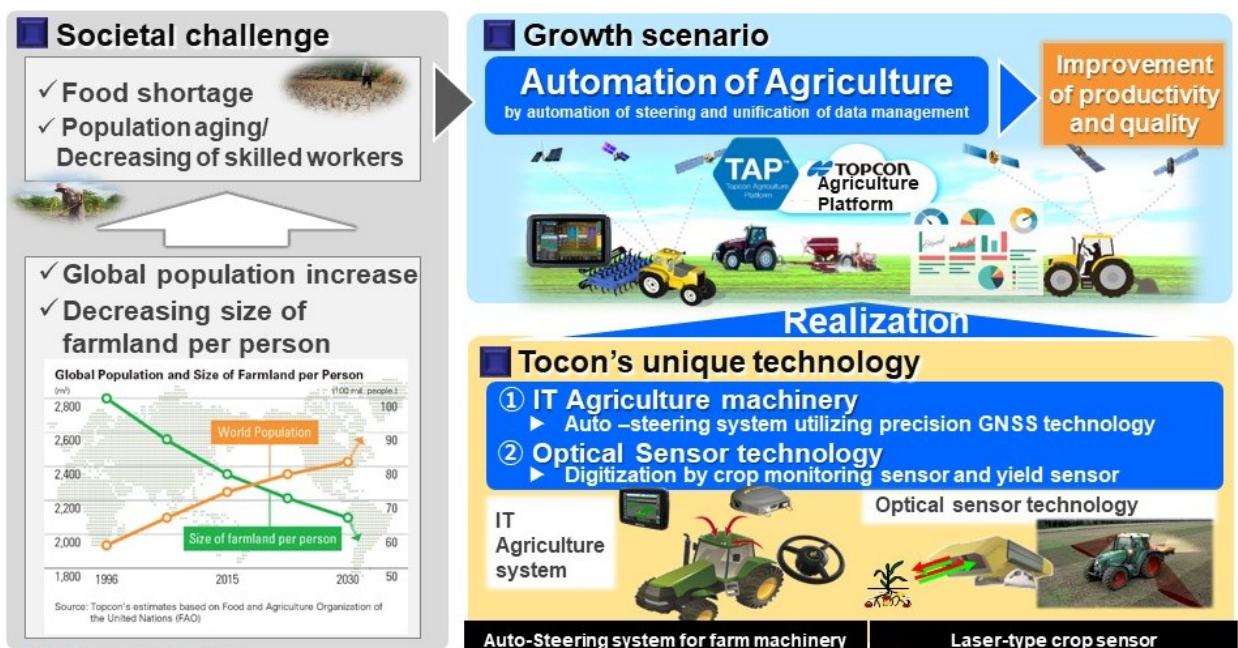 Societal challenge
✓ Food shortage
✓ Population aging/
Decreasing of skilled workers
✓ Global population increase
✓ Decreasing size of
farmland per person
Global Population and Size of Farmland per Person
(m²) (100 mil. people.)
2,800 100
2,600 90
2,400 80
2,200 70
2,000 60
1,800 50
1996 2015 2030
World Population
Size of farmland per person
Source: Topcon's estimates based on Food and Agriculture Organization of
the United Nations (FAO)
Growth scenario
Automation of Agriculture
by automation of steering and unification of data management
Improvement
of productivity
and quality
TAP™
Topcon Agriculture
Platform
TOPCON
Agriculture
Platform
Realization
Tocon's unique technology
① IT Agriculture machinery
▶ Auto –steering system utilizing precision GNSS technology
② Optical Sensor technology
▶ Digitization by crop monitoring sensor and yield sensor
IT
Agriculture
system
Optical sensor technology
Auto-Steering system for farm machinery
Laser-type crop sensor